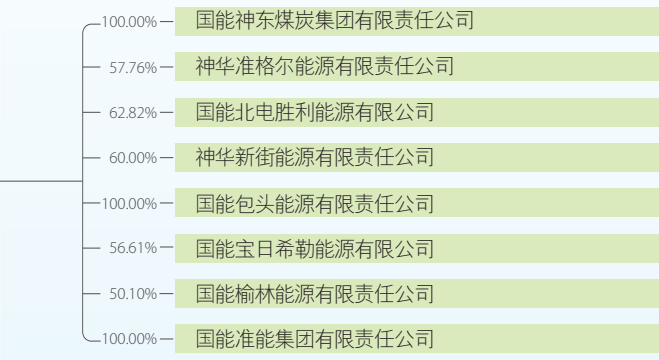 100.00% 国能神东煤炭集团有限责任公司
57.76% 神华准格尔能源有限责任公司
62.82% 国能北电胜利能源有限公司
60.00% 神华新街能源有限责任公司
100.00% 国能包头能源有限责任公司
56.61% 国能宝日希勒能源有限公司
50.10% 国能榆林能源有限责任公司
100.00% 国能准能集团有限责任公司